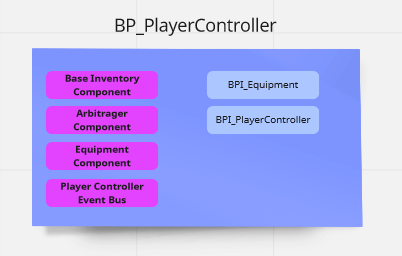 BP_PlayerController
Base Inventory
Component
Arbitrager
Component
Equipment
Component
Player Controller
Event Bus
BPI_Equipment
BPI_PlayerController